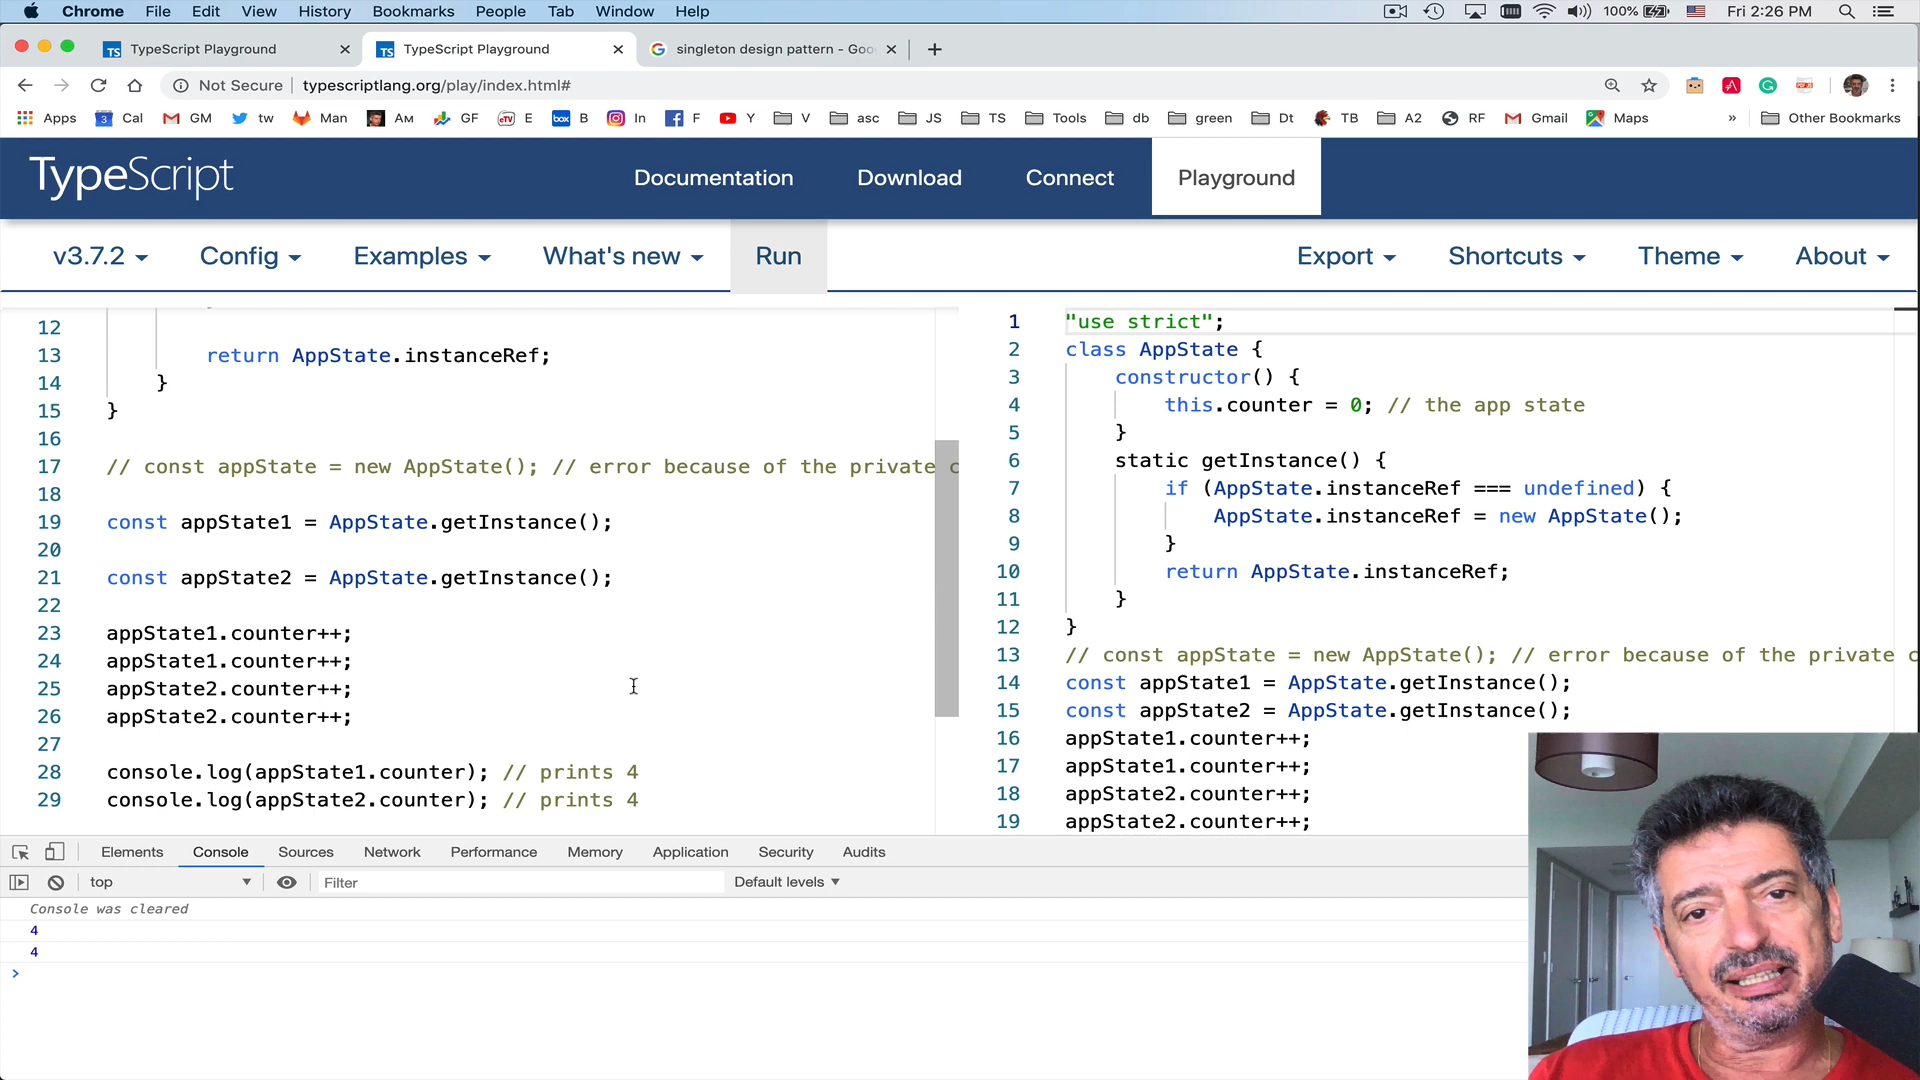 Chrome File Edit View History Bookmarks People Tab Window Help 100% Fri 2:26 PM
TS TypeScript Playground TS TypeScript Playground singleton design pattern - Goo
Not Secure typescriptlang.org/play/index.html#
Apps 3 Cal GM tw Man Ам GF eTV E box B In F Y V asc JS TS Tools db green Dt TB A2 RF Gmail Maps » Other Bookmarks
TypeScript Documentation Download Connect Playground
v3.7.2 Config Examples What's new Run Export Shortcuts Theme About
12
13 return AppState.instanceRef;
14 }
15 }
16
17 // const appState = new AppState(); // error because of the private c
18
19 const appState1 = AppState.getInstance();
20
21 const appState2 = AppState.getInstance();
22
23 appState1.counter++;
24 appState1.counter++;
25 appState2.counter++;
26 appState2.counter++;
27
28 console.log(appState1.counter); // prints 4
29 console.log(appState2.counter); // prints 4
1 "use strict";
2 class AppState {
3 constructor() {
4 this.counter = 0; // the app state
5 }
6 static getInstance() {
7 if (AppState.instanceRef === undefined) {
8 AppState.instanceRef = new AppState();
9 }
10 return AppState.instanceRef;
11 }
12 }
13 // const appState = new AppState(); // error because of the private c
14 const appState1 = AppState.getInstance();
15 const appState2 = AppState.getInstance();
16 appState1.counter++;
17 appState1.counter++;
18 appState2.counter++;
19 appState2.counter++;
Elements Console Sources Network Performance Memory Application Security Audits
top Filter Default levels
Console was cleared
4
4
>